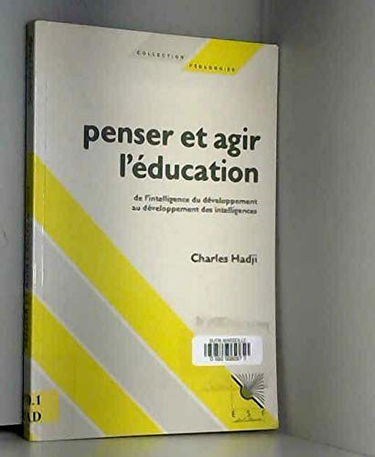 COLLECTION
PÉDAGOGIES
penser et agir
l'éducation
de l'intelligence du développement
au développement des intelligences
Charles Hadji
ESF